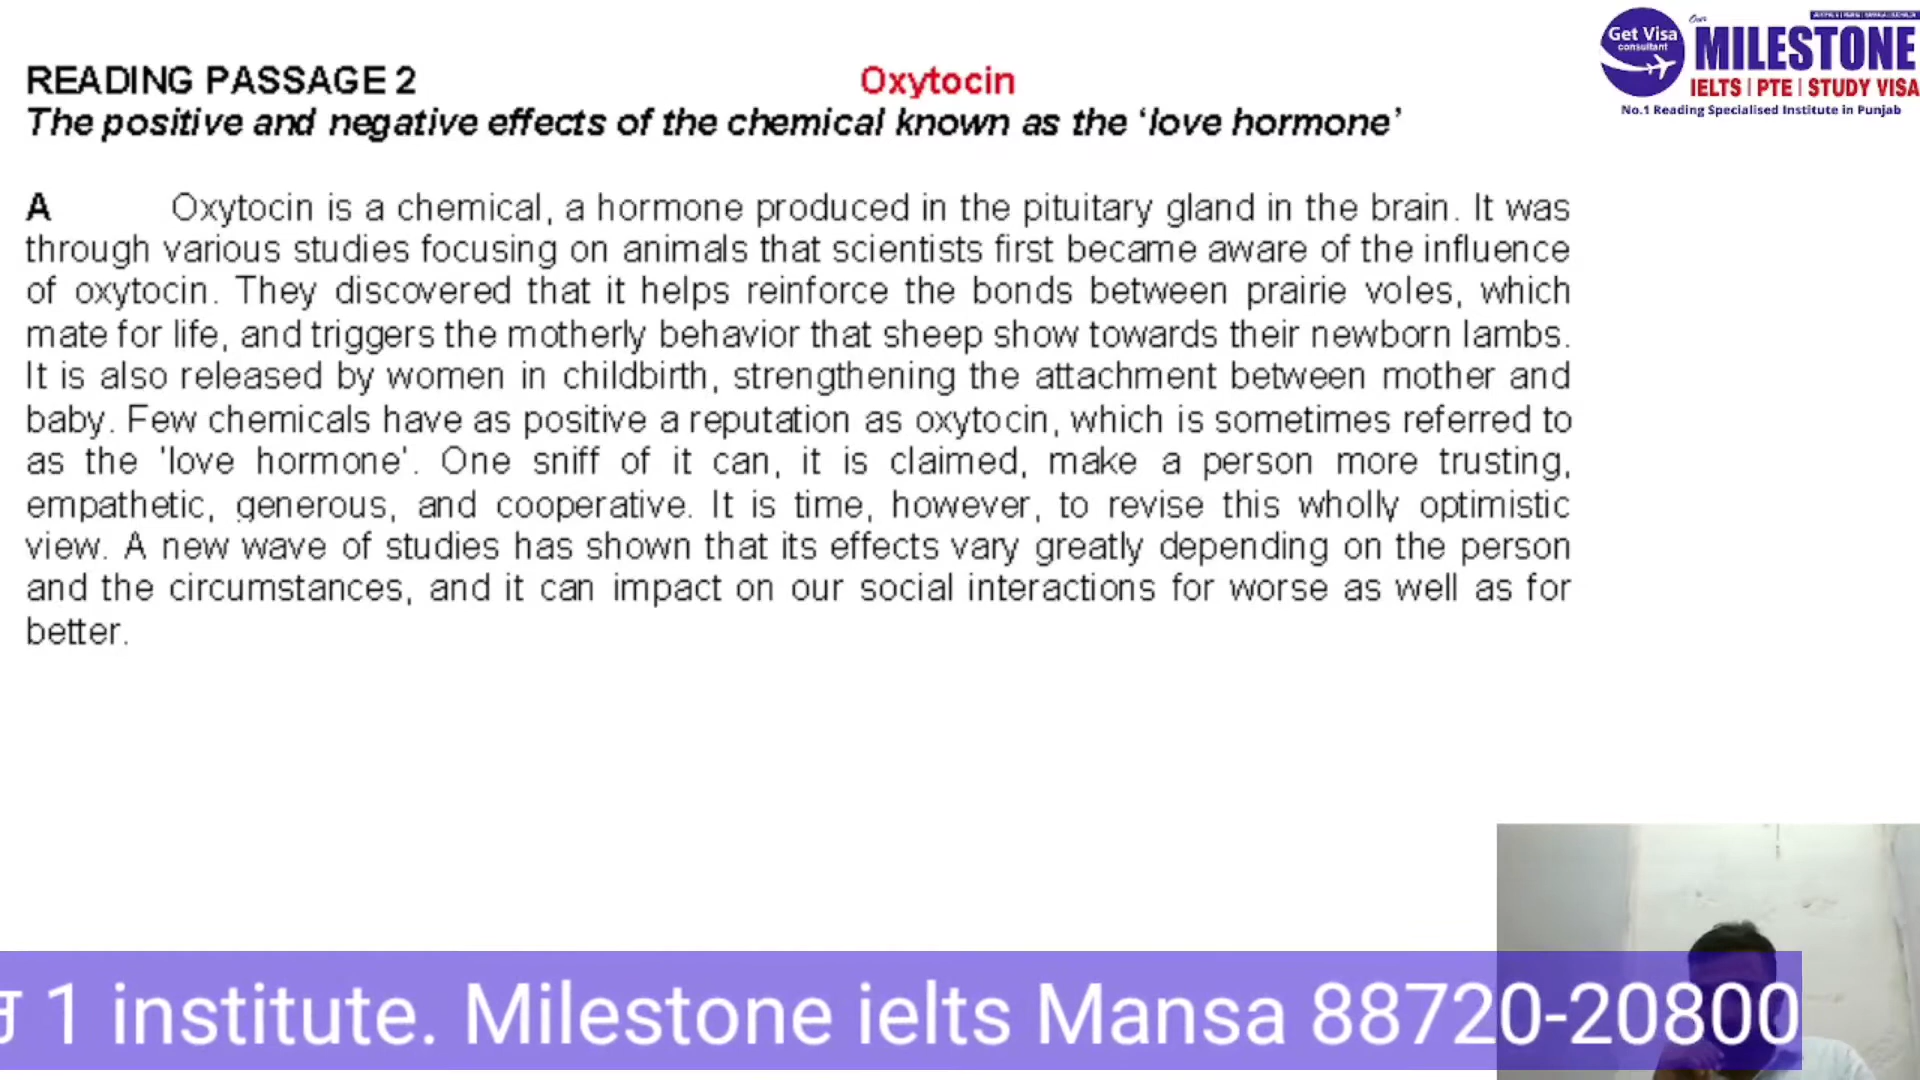 Get Visa
consultant
Our
MILESTONE
IELTS | PTE | STUDY VISA
No.1 Reading Specialised Institute in Punjab
READING PASSAGE 2 Oxytocin
The positive and negative effects of the chemical known as the ‘love hormone’
A Oxytocin is a chemical, a hormone produced in the pituitary gland in the brain. It was
through various studies focusing on animals that scientists first became aware of the influence
of oxytocin. They discovered that it helps reinforce the bonds between prairie voles, which
mate for life, and triggers the motherly behavior that sheep show towards their newborn lambs.
It is also released by women in childbirth, strengthening the attachment between mother and
baby. Few chemicals have as positive a reputation as oxytocin, which is sometimes referred to
as the 'love hormone'. One sniff of it can, it is claimed, make a person more trusting,
empathetic, generous, and cooperative. It is time, however, to revise this wholly optimistic
view. A new wave of studies has shown that its effects vary greatly depending on the person
and the circumstances, and it can impact on our social interactions for worse as well as for
better.
1 institute. Milestone ielts Mansa 88720-20800